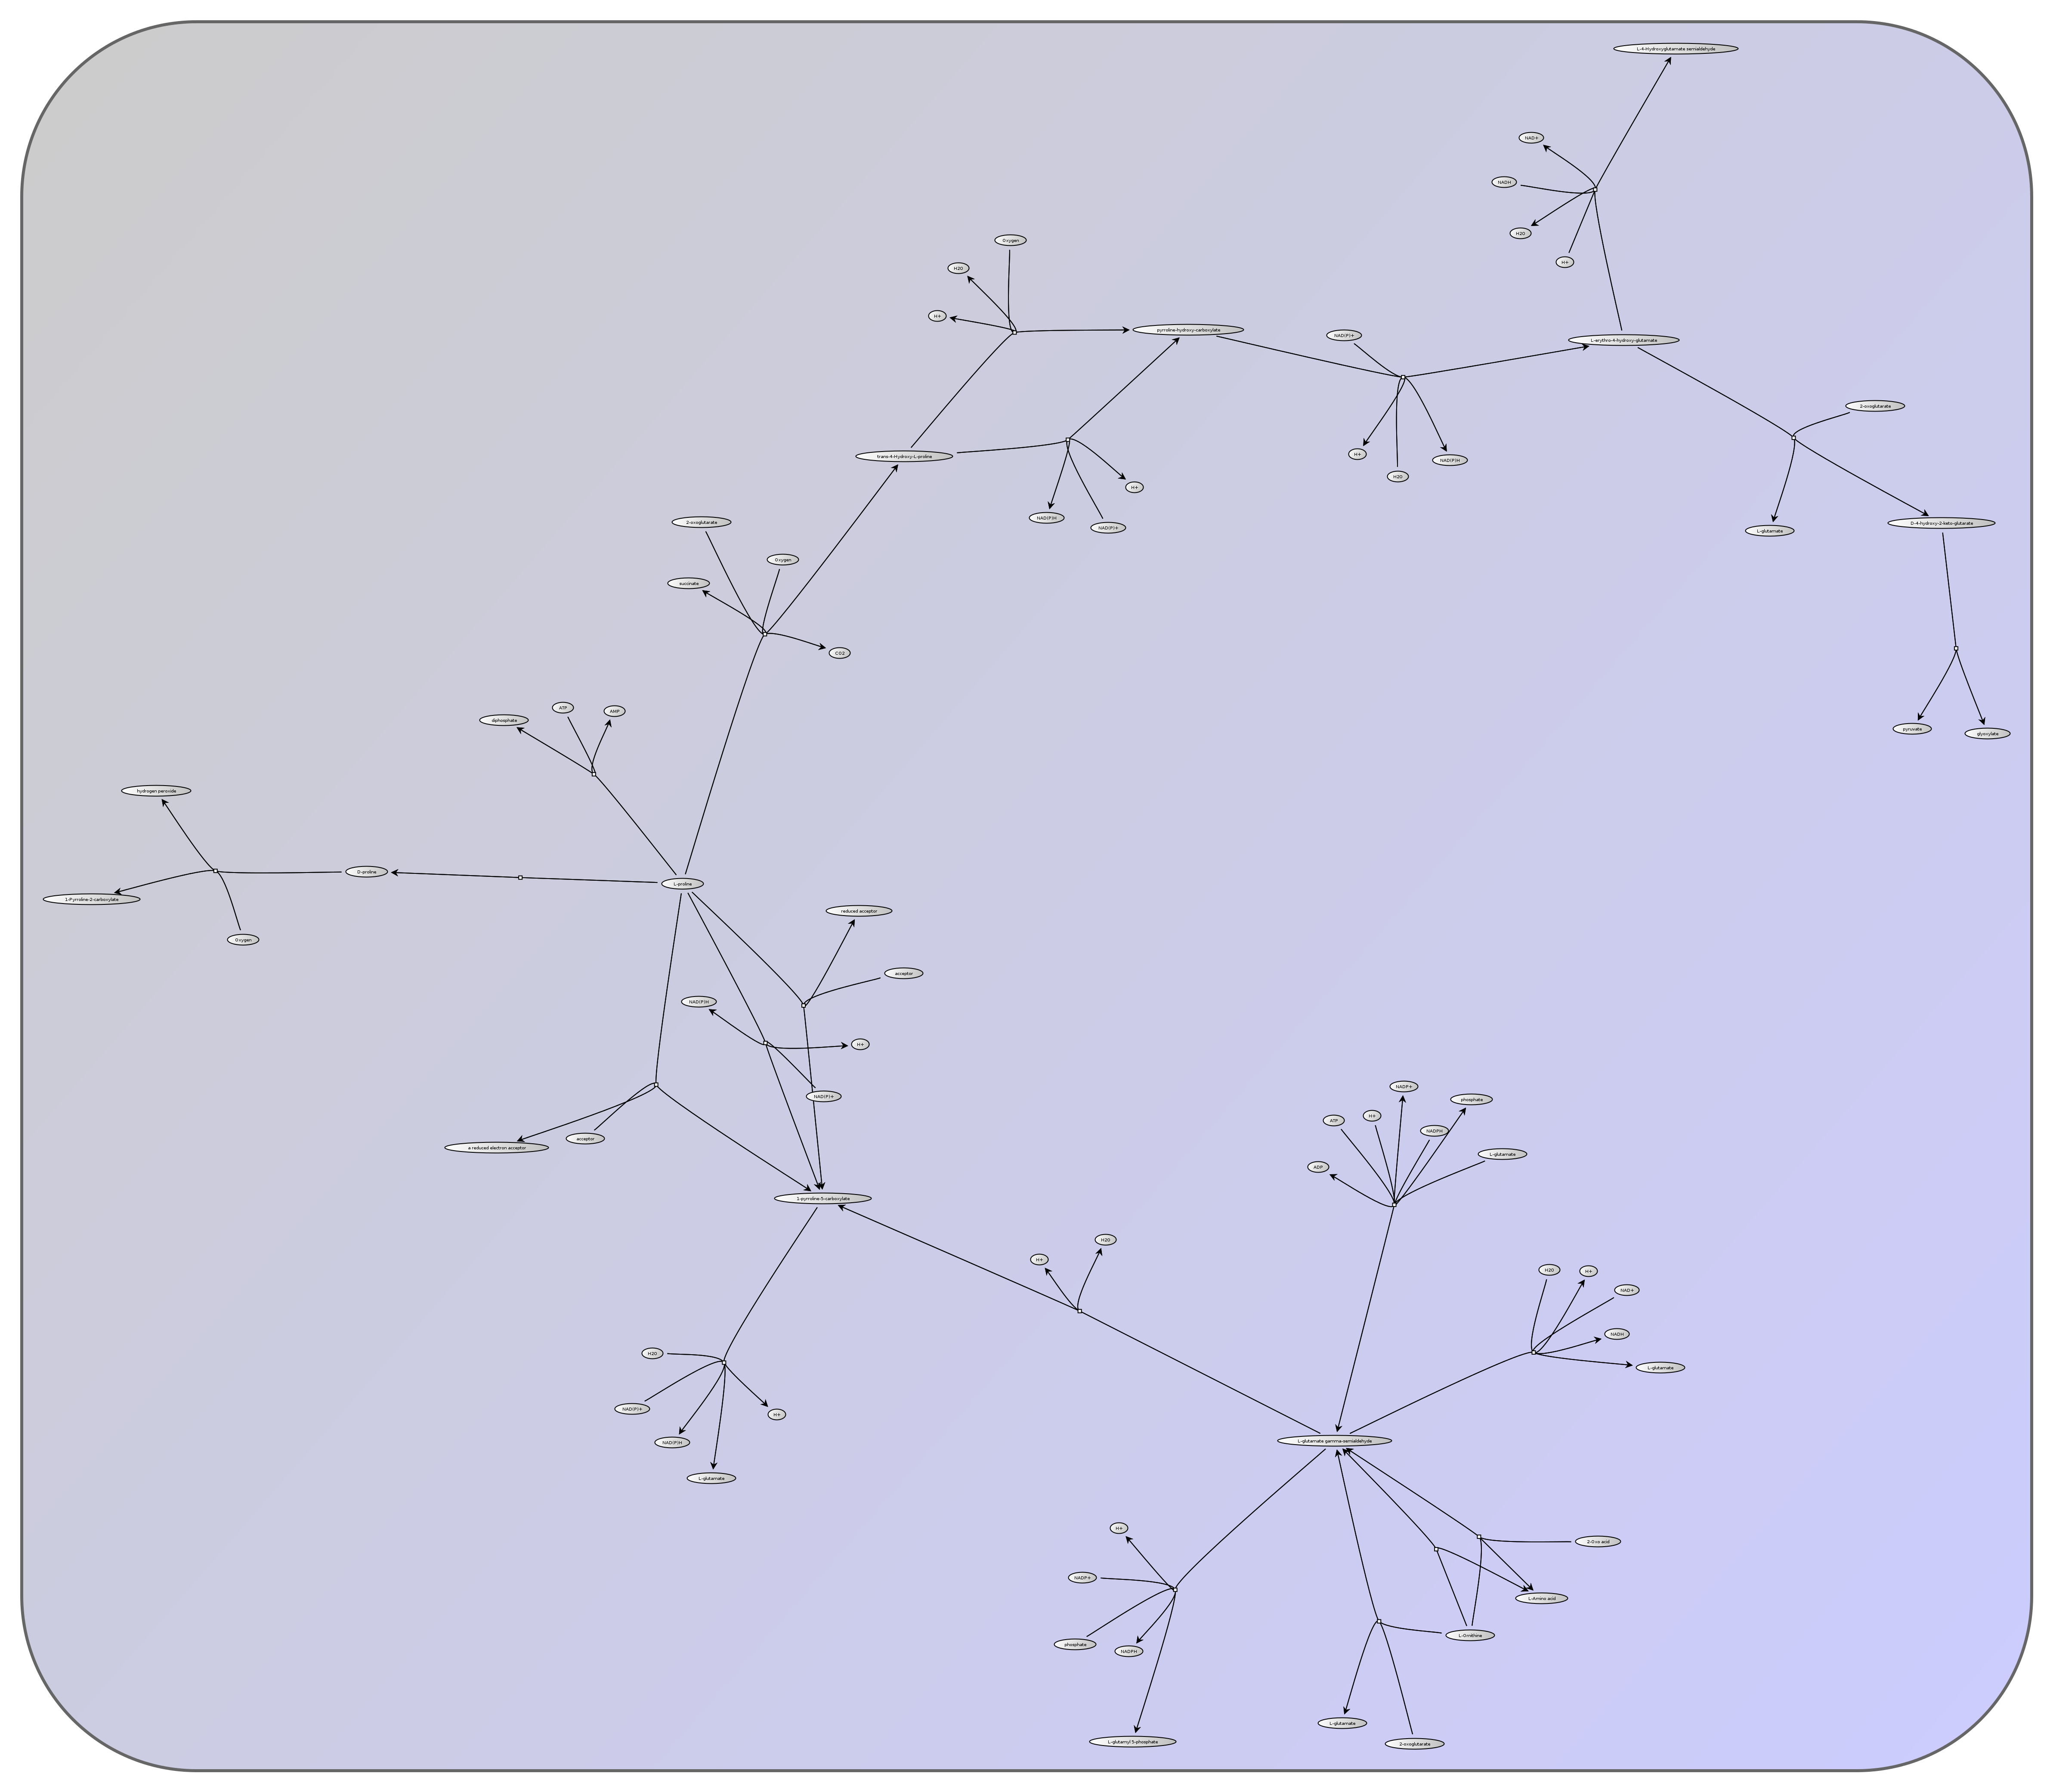 L-4-Hydroxyglutamate semialdehyde
NAD+
NADH
H2O
H+
Oxygen
H2O
H+
pyrroline-hydroxy-carboxylate
NAD(P)+
L-erythro-4-hydroxy-glutamate
2-oxoglutarate
trans-4-Hydroxy-L-proline
H+
NAD(P)H
H2O
H+
NAD(P)H
NAD(P)+
2-oxoglutarate
D-4-hydroxy-2-keto-glutarate
L-glutamate
Oxygen
succinate
CO2
ATP
AMP
diphosphate
pyruvate
glyoxylate
hydrogen peroxide
D-proline
L-proline
1-Pyrroline-2-carboxylate
reduced acceptor
Oxygen
acceptor
NAD(P)H
H+
NAD(P)+
acceptor
a reduced electron acceptor
NADP+
phosphate
ATP
H+
NADPH
L-glutamate
ADP
1-pyrroline-5-carboxylate
H2O
H+
H2O
H+
NAD+
NADH
L-glutamate
H2O
NAD(P)+
H+
NAD(P)H
L-glutamate
L-glutamate gamma-semialdehyde
H+
2-Oxo acid
NADP+
L-Amino acid
phosphate
NADPH
L-Ornithine
L-glutamate
L-glutamyl 5-phosphate
2-oxoglutarate